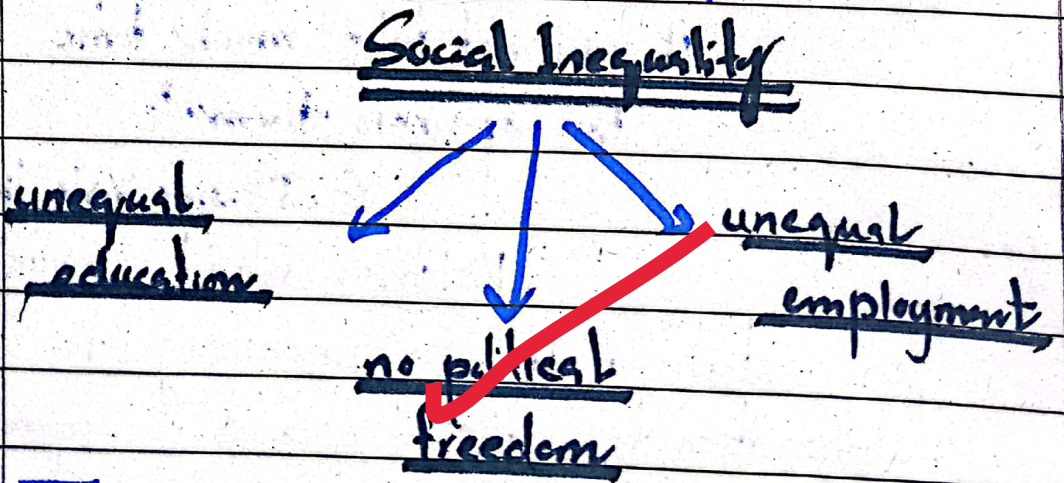 Social Inequality
unequal
education
no political
freedom
unequal
employment